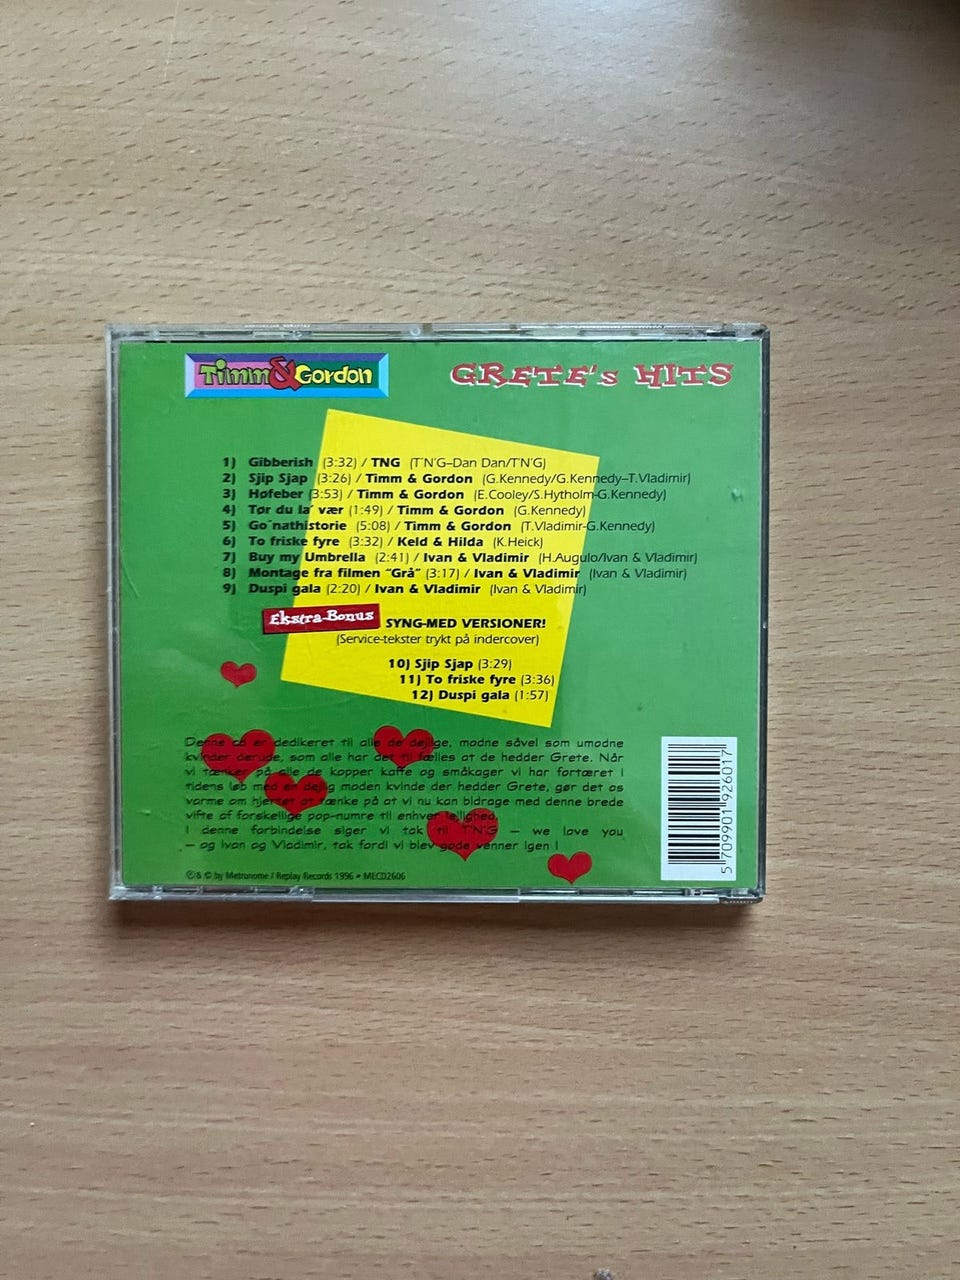 Timm&Gordon
GRETE's HITS
1) Gibberish (3:32) / TNG (T'N'G–Dan Dan/T'N'G)
2) Sjip Sjap (3:26) / Timm & Gordon (G.Kennedy/G.Kennedy–T.Vladimir)
3) Høfeber (3:53) / Timm & Gordon (E.Cooley/S.Hytholm-G.Kennedy)
4) Tør du la' vær (1:49) / Timm & Gordon (G.Kennedy)
5) Go´nathistorie (5:08) / Timm & Gordon (T.Vladimir-G.Kennedy)
6) To friske fyre (3:32) / Keld & Hilda (K.Heick)
7) Buy my Umbrella (2:41) / Ivan & Vladimir (H.Augulo/Ivan & Vladimir)
8) Montage fra filmen "Grå" (3:17) / Ivan & Vladimir (Ivan & Vladimir)
9) Duspi gala (2:20) / Ivan & Vladimir (Ivan & Vladimir)
Ekstra-Bonus SYNG-MED VERSIONER!
(Service-tekster trykt på indercover)
10) Sjip Sjap (3:29)
11) To friske fyre (3:36)
12) Duspi gala (1:57)
Denne cd er dedikeret til alle de dejlige, modne såvel som umodne
kvinder derude, som alle har det til fælles at de hedder Grete. Når
vi tænker på alle de kopper kaffe og småkager vi har fortæret i
tidens løb med en dejlig moden kvinde der hedder Grete, gør det os
varme om hjertet at tænke på at vi nu kan bidrage med denne brede
vifte af forskellige pop-numre til enhver lejlighed.
I denne forbindelse siger vi tak til T'N'G – we love you
– og Ivan og Vladimir, tak fordi vi blev gode venner igen !
℗ & © by Metronome / Replay Records 1996 • MECD2606
5 709901 926017